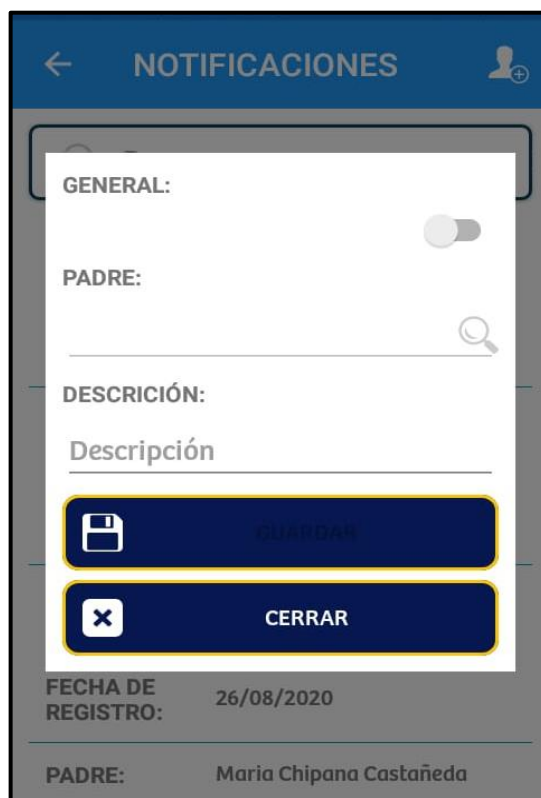 NOTIFICACIONES
GENERAL:
PADRE:
DESCRICIÓN:
Descripción
GUARDAR
CERRAR
FECHA DE
REGISTRO: 26/08/2020
PADRE: Maria Chipana Castañeda